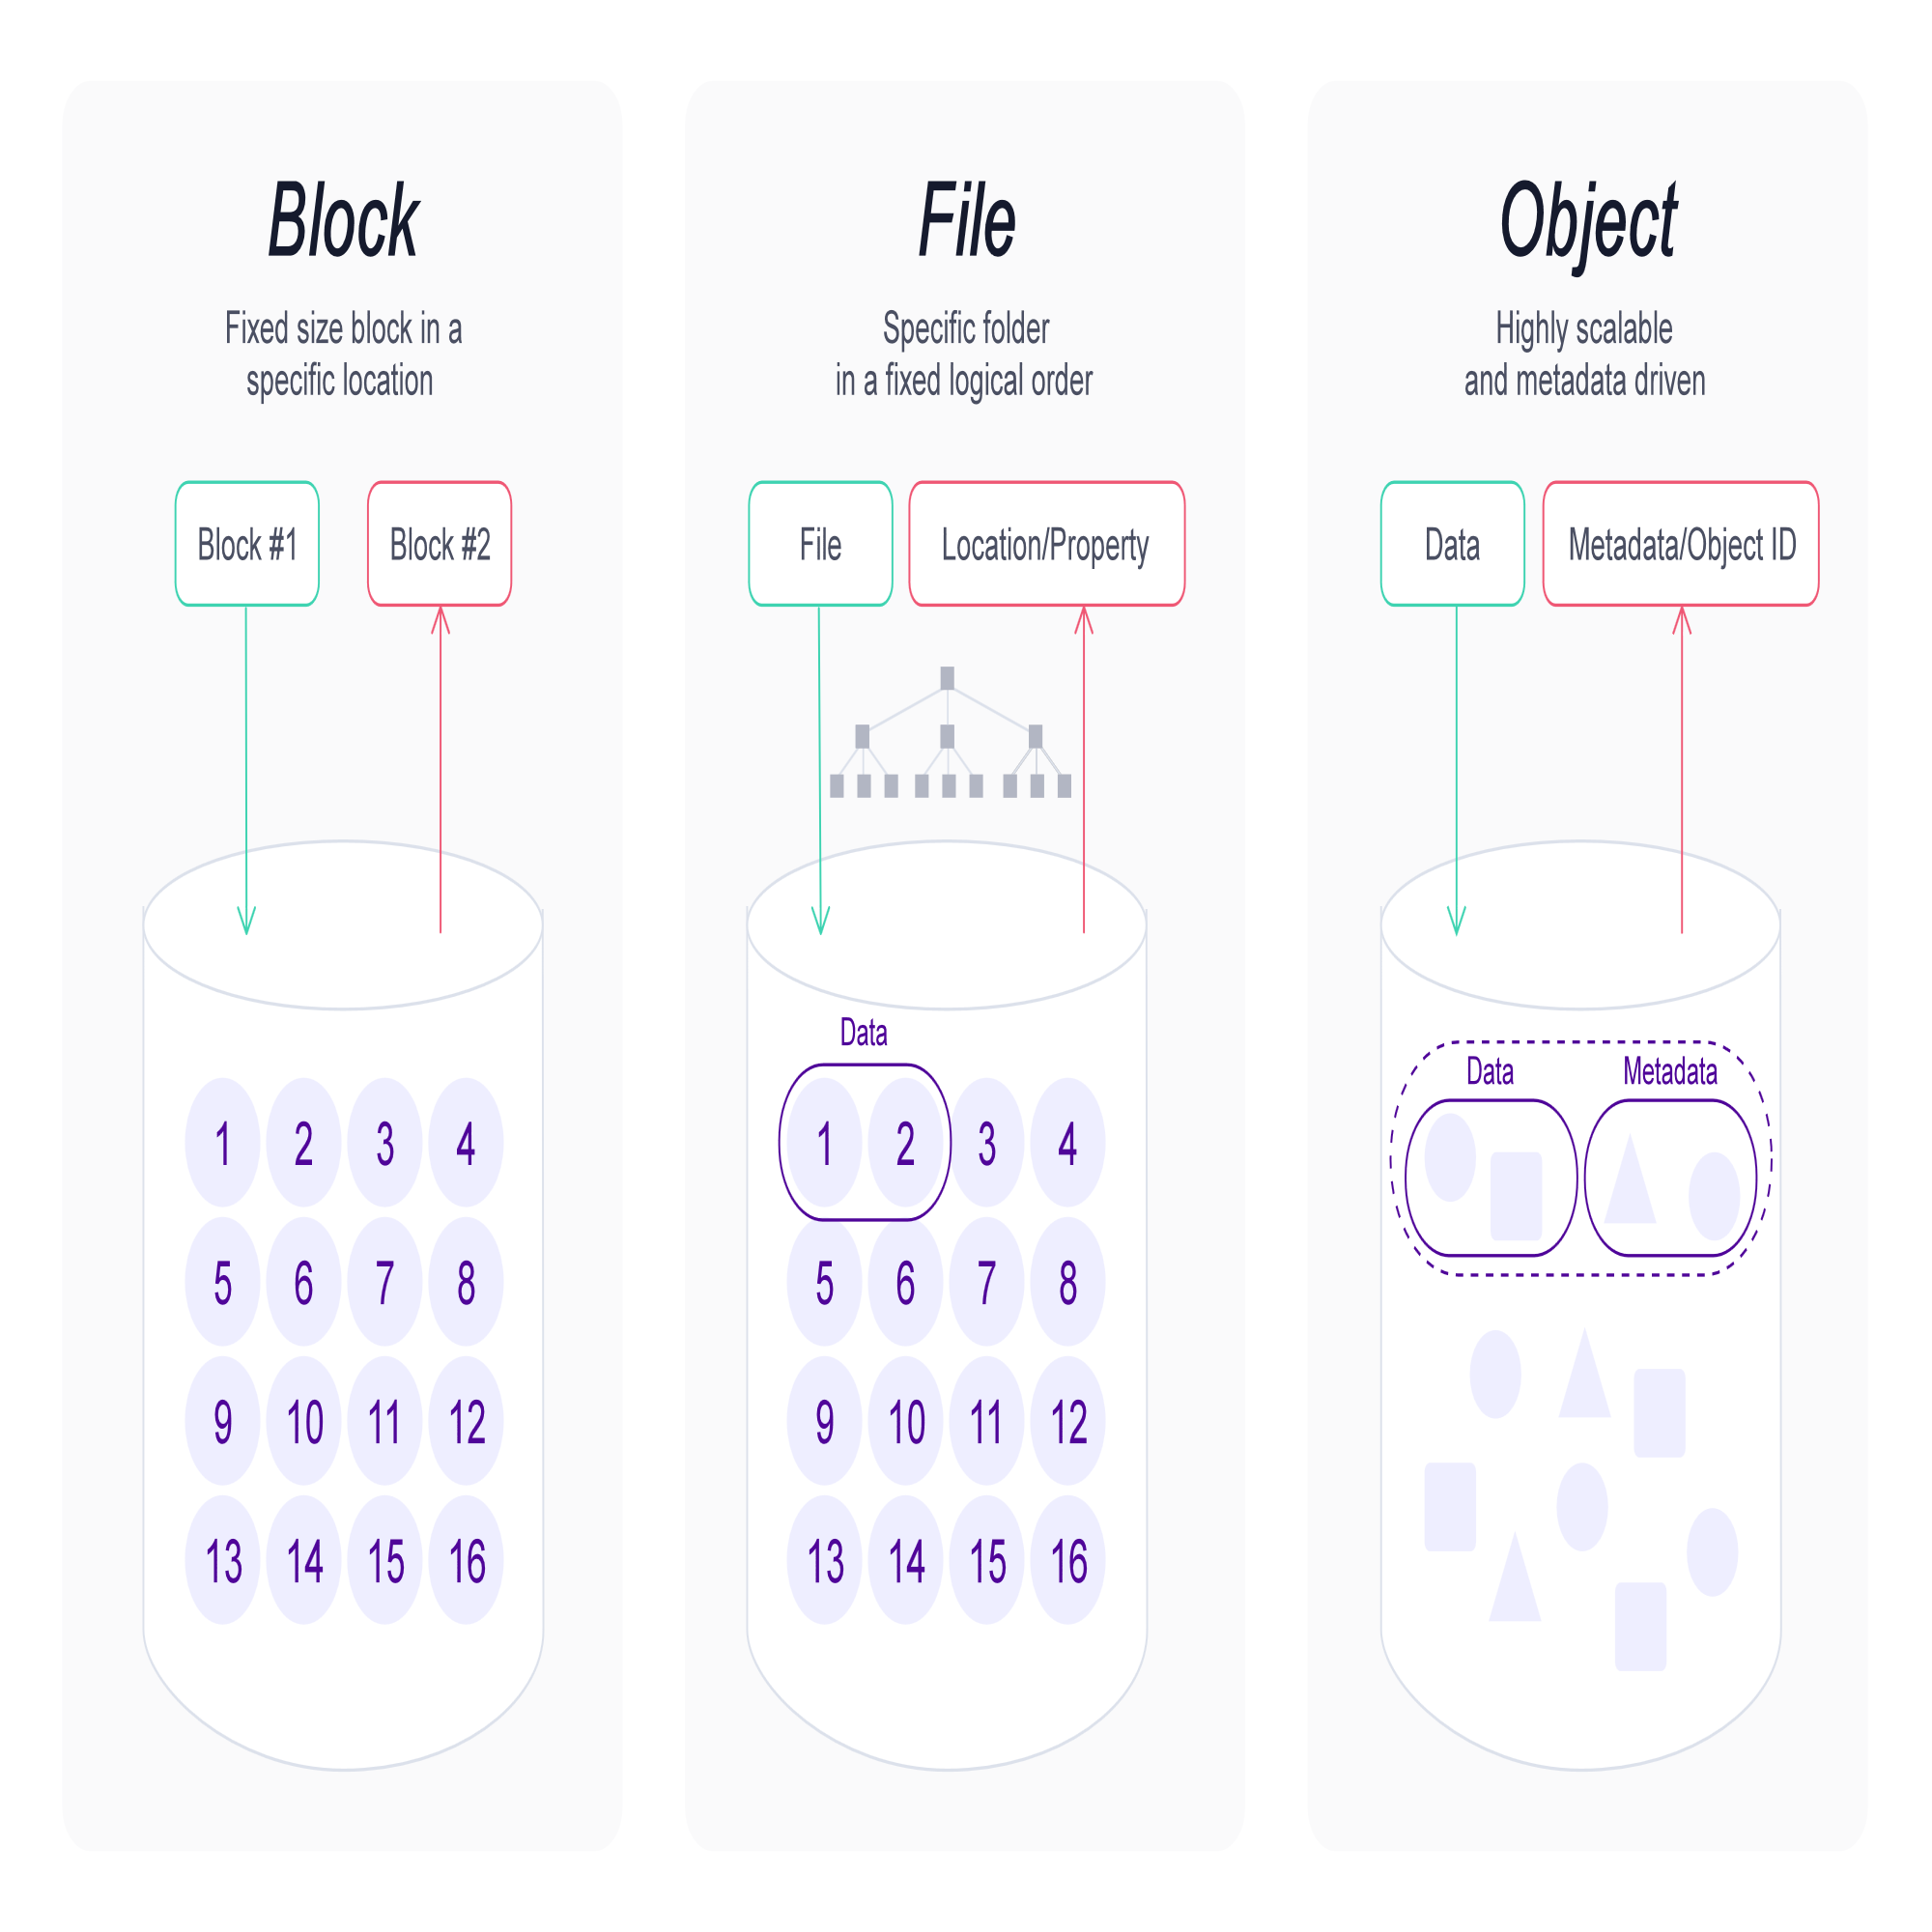 Block
Fixed size block in a
specific location
Block #1
Block #2
1 2 3 4
5 6 7 8
9 10 11 12
13 14 15 16
File
Specific folder
in a fixed logical order
File
Location/Property
Data
1 2 3 4
5 6 7 8
9 10 11 12
13 14 15 16
Object
Highly scalable
and metadata driven
Data
Metadata/Object ID
Data
Metadata